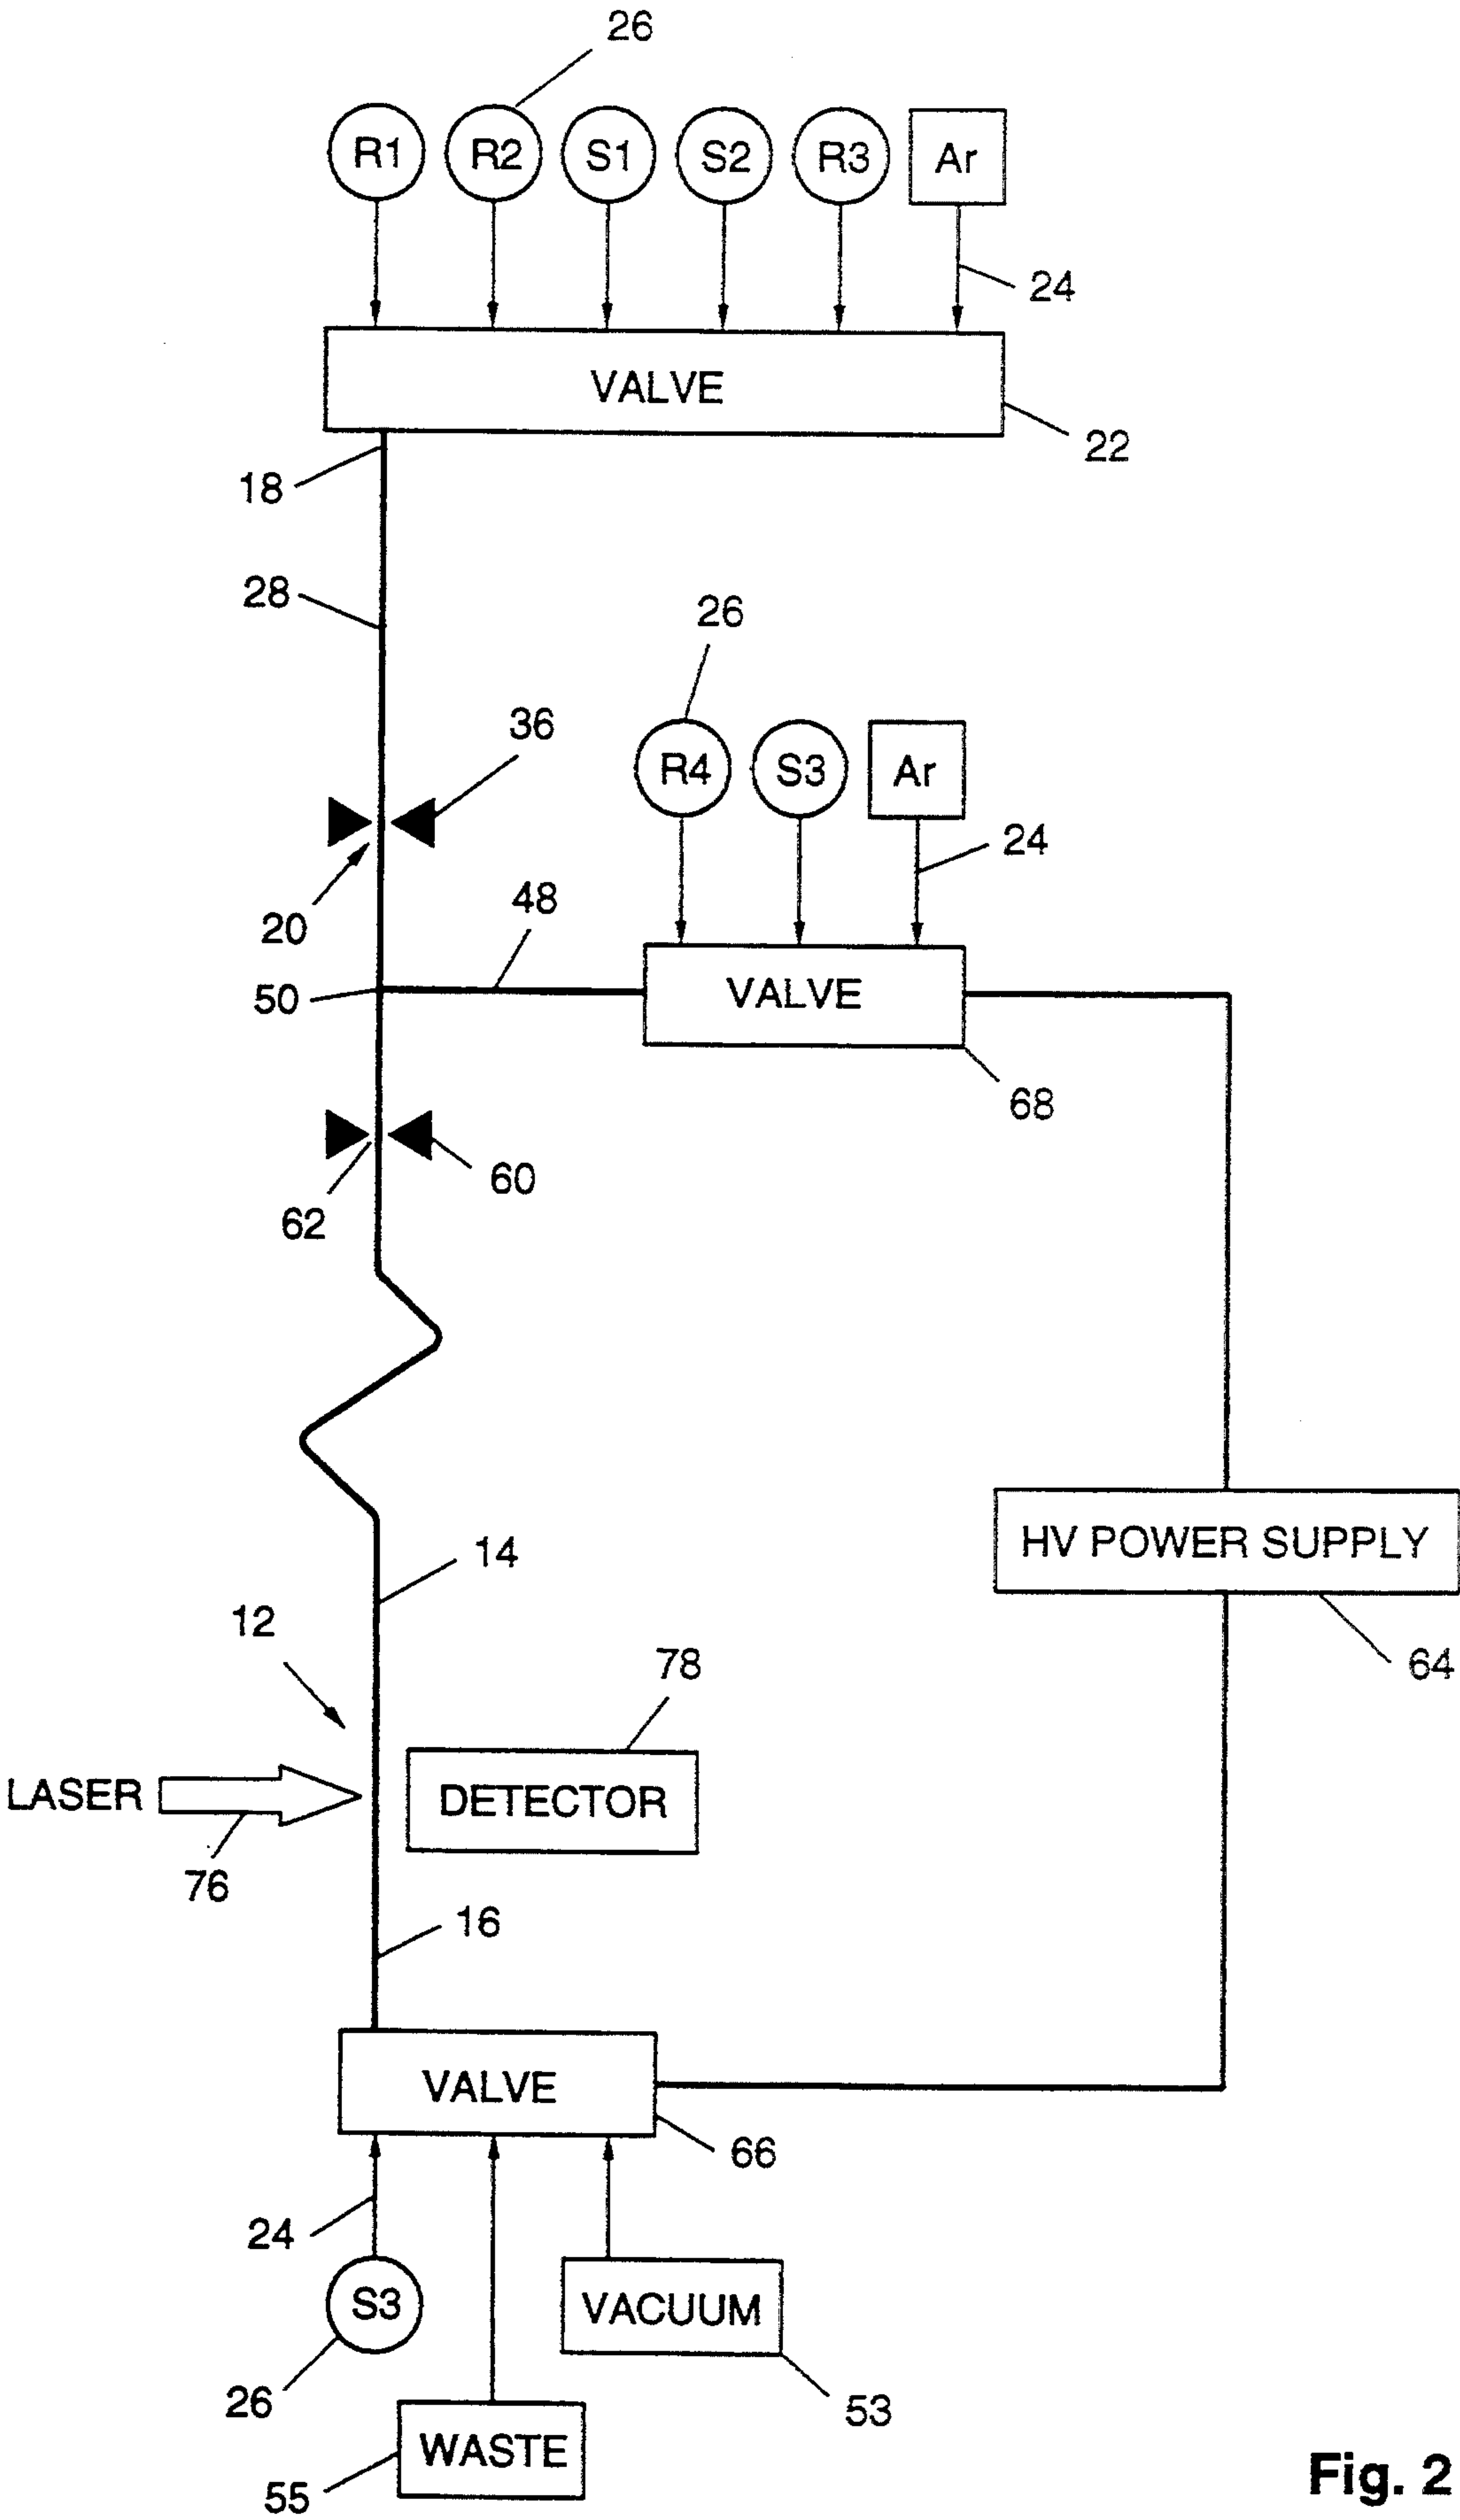 26
R1 R2 S1 S2 R3 Ar
24
VALVE
22
18
28
26
36
R4 S3 Ar
24
20
48
50
VALVE
68
60
62
HV POWER SUPPLY
14
12
78
64
LASER
DETECTOR
76
16
VALVE
66
24
S3
VACUUM
26
53
WASTE
55
Fig. 2